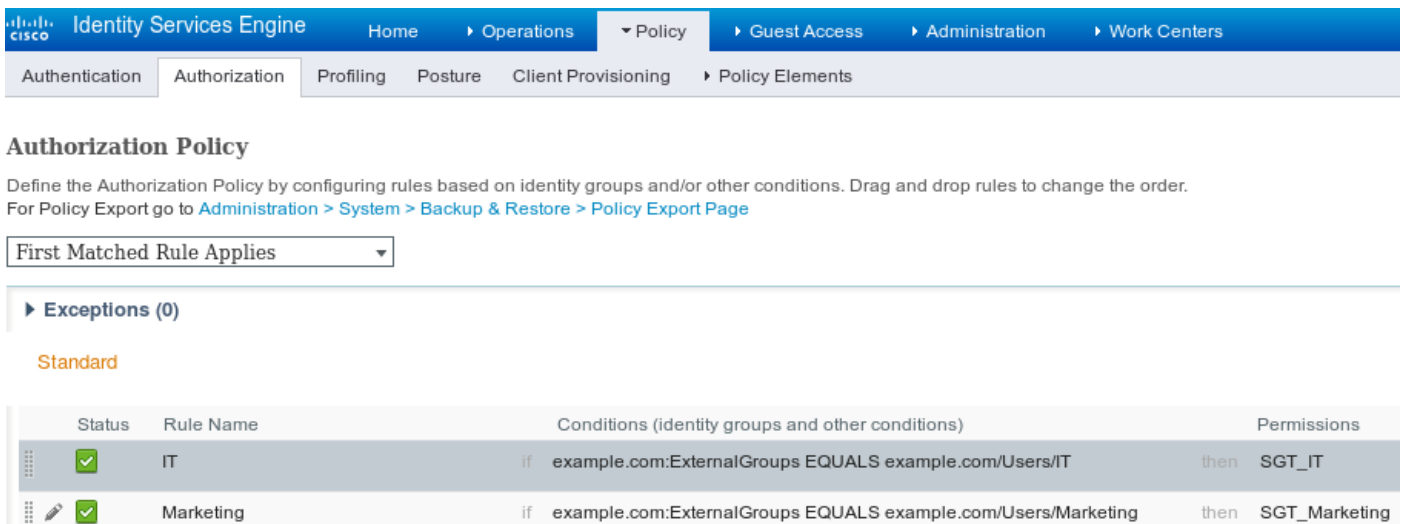 CISCO Identity Services Engine Home Operations Policy Guest Access Administration Work Centers
Authentication Authorization Profiling Posture Client Provisioning Policy Elements
Authorization Policy
Define the Authorization Policy by configuring rules based on identity groups and/or other conditions. Drag and drop rules to change the order.
For Policy Export go to Administration > System > Backup & Restore > Policy Export Page
First Matched Rule Applies
Exceptions (0)
Standard
Status Rule Name Conditions (identity groups and other conditions) Permissions
IT if example.com:ExternalGroups EQUALS example.com/Users/IT then SGT_IT
Marketing if example.com:ExternalGroups EQUALS example.com/Users/Marketing then SGT_Marketing